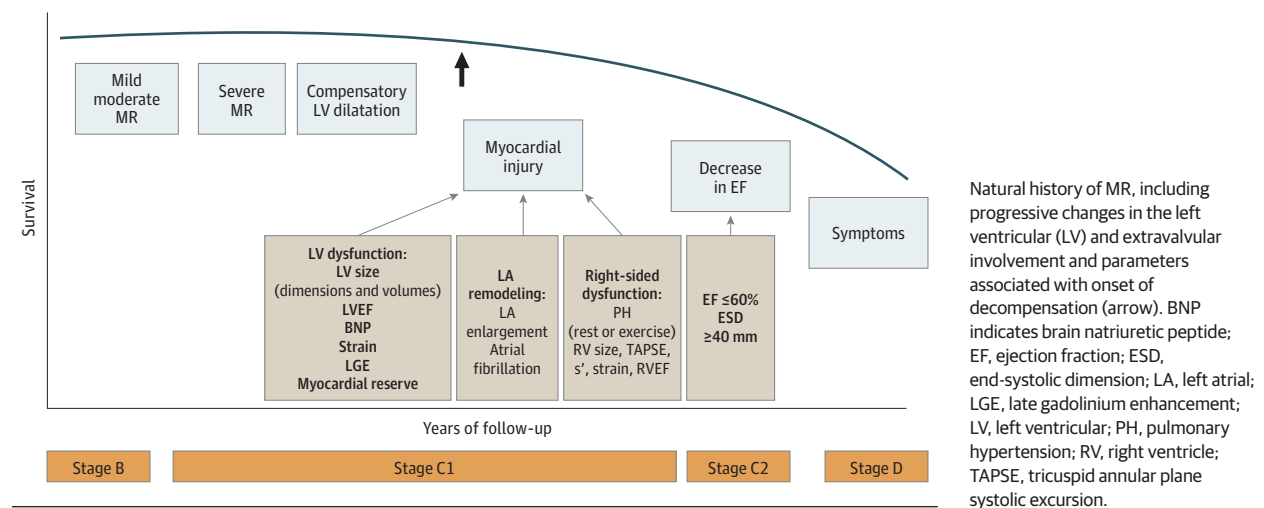 Survival
Mild
moderate
MR
Severe
MR
Compensatory
LV dilatation
Myocardial
injury
Decrease
in EF
Symptoms
LV dysfunction:
LV size
(dimensions and volumes)
LVEF
BNP
Strain
LGE
Myocardial reserve
LA
remodeling:
LA
enlargement
Atrial
fibrillation
Right-sided
dysfunction:
PH
(rest or exercise)
RV size, TAPSE,
s′, strain, RVEF
EF ≤60%
ESD
≥40 mm
Years of follow-up
Stage B
Stage C1
Stage C2
Stage D
Natural history of MR, including
progressive changes in the left
ventricular (LV) and extravalvular
involvement and parameters
associated with onset of
decompensation (arrow). BNP
indicates brain natriuretic peptide;
EF, ejection fraction; ESD,
end-systolic dimension; LA, left atrial;
LGE, late gadolinium enhancement;
LV, left ventricular; PH, pulmonary
hypertension; RV, right ventricle;
TAPSE, tricuspid annular plane
systolic excursion.